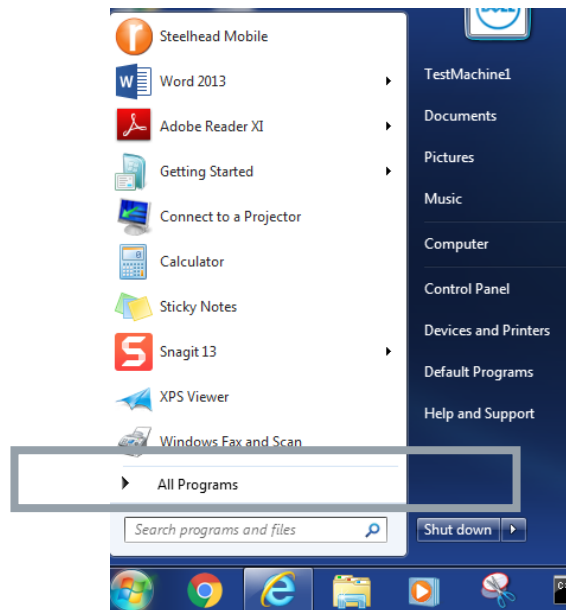 Steelhead Mobile
Word 2013
Adobe Reader XI
Getting Started
Connect to a Projector
Calculator
Sticky Notes
Snagit 13
XPS Viewer
Windows Fax and Scan
All Programs
Search programs and files
DELL
TestMachine1
Documents
Pictures
Music
Computer
Control Panel
Devices and Printers
Default Programs
Help and Support
Shut down